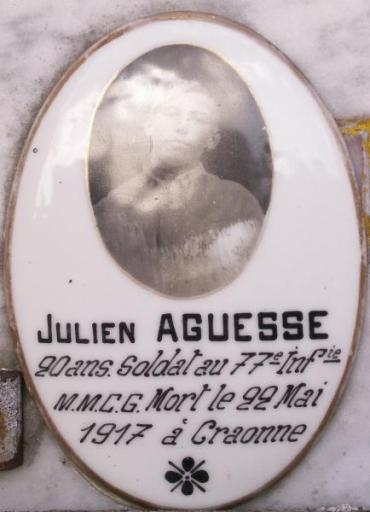 JULIEN AGUESSE
20 ans. Soldat au 77e Infie
M.M.C.G. Mort le 22 Mai
1917 à Craonne